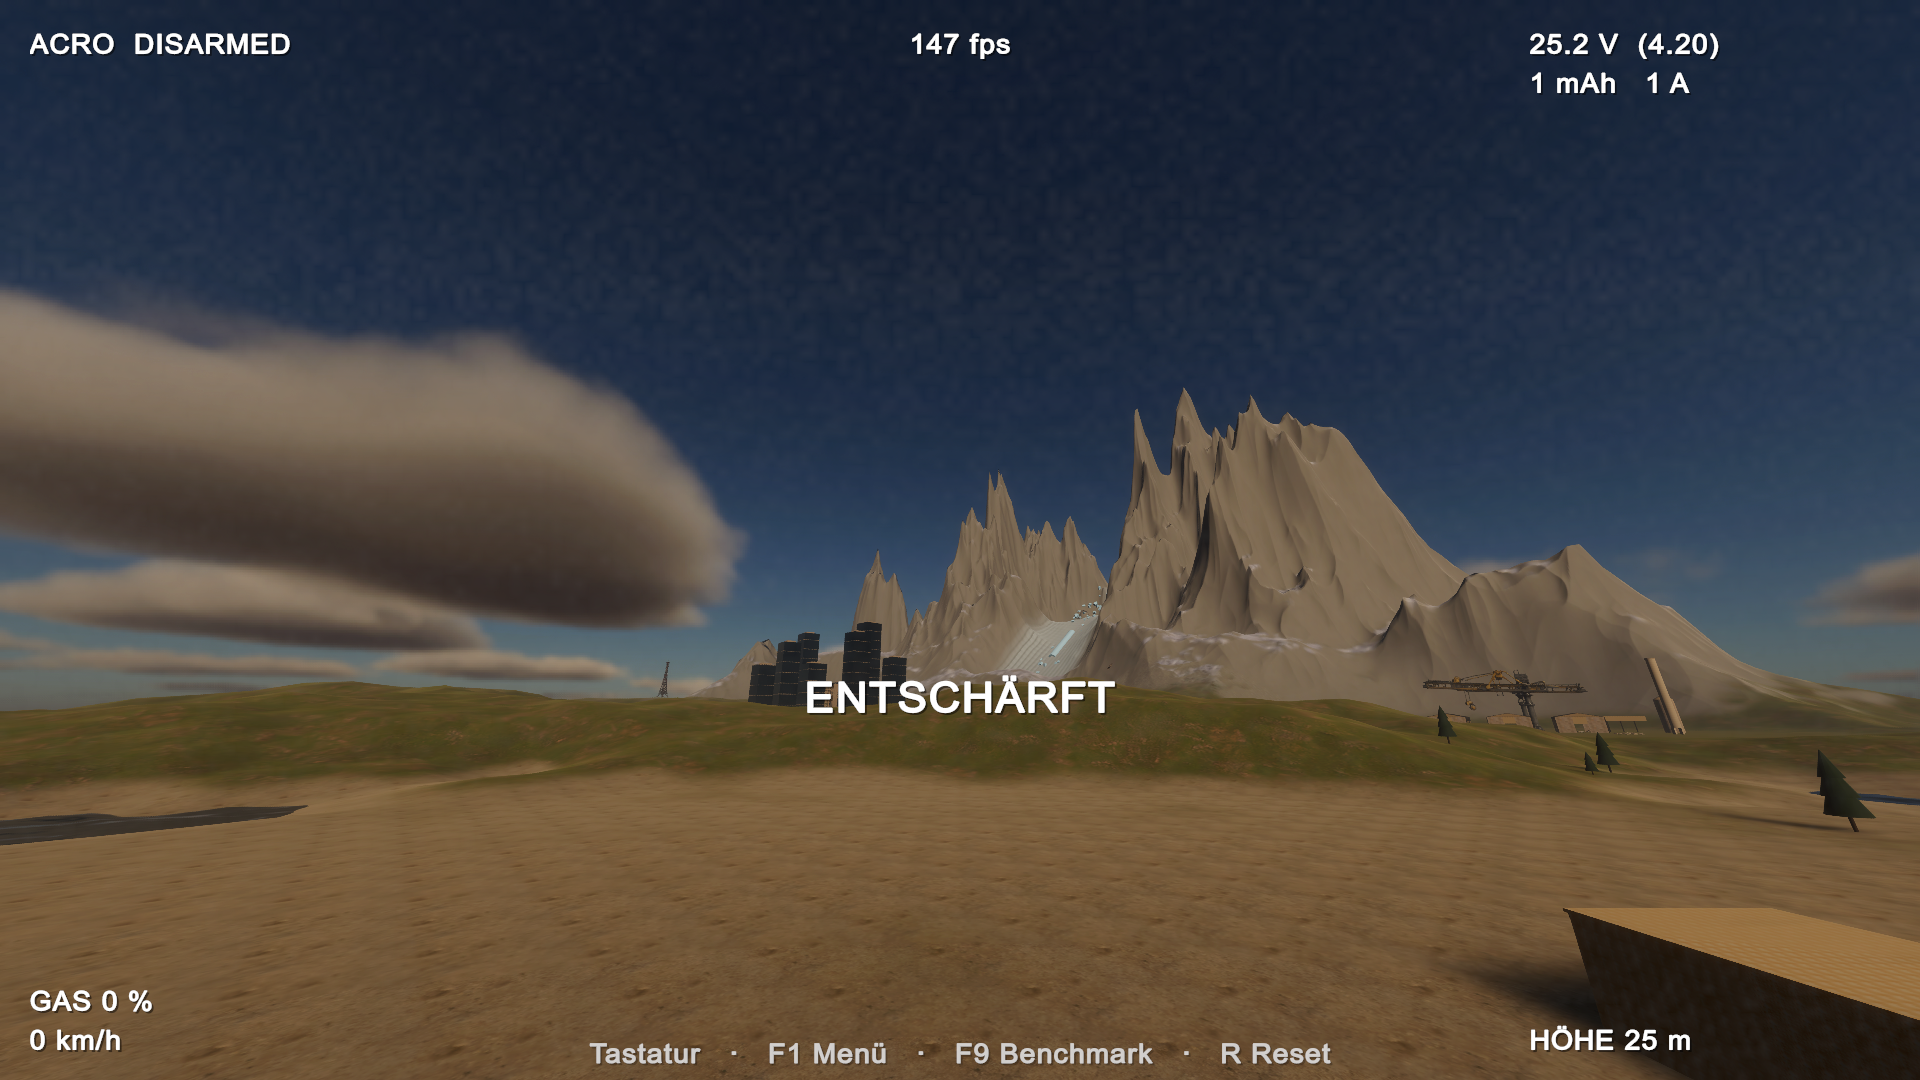 ACRO  DISARMED
147 fps
25.2 V  (4.20)
1 mAh   1 A
ENTSCHÄRFT
GAS 0 %
0 km/h
Tastatur  ·  F1 Menü  ·  F9 Benchmark  ·  R Reset
HÖHE 25 m